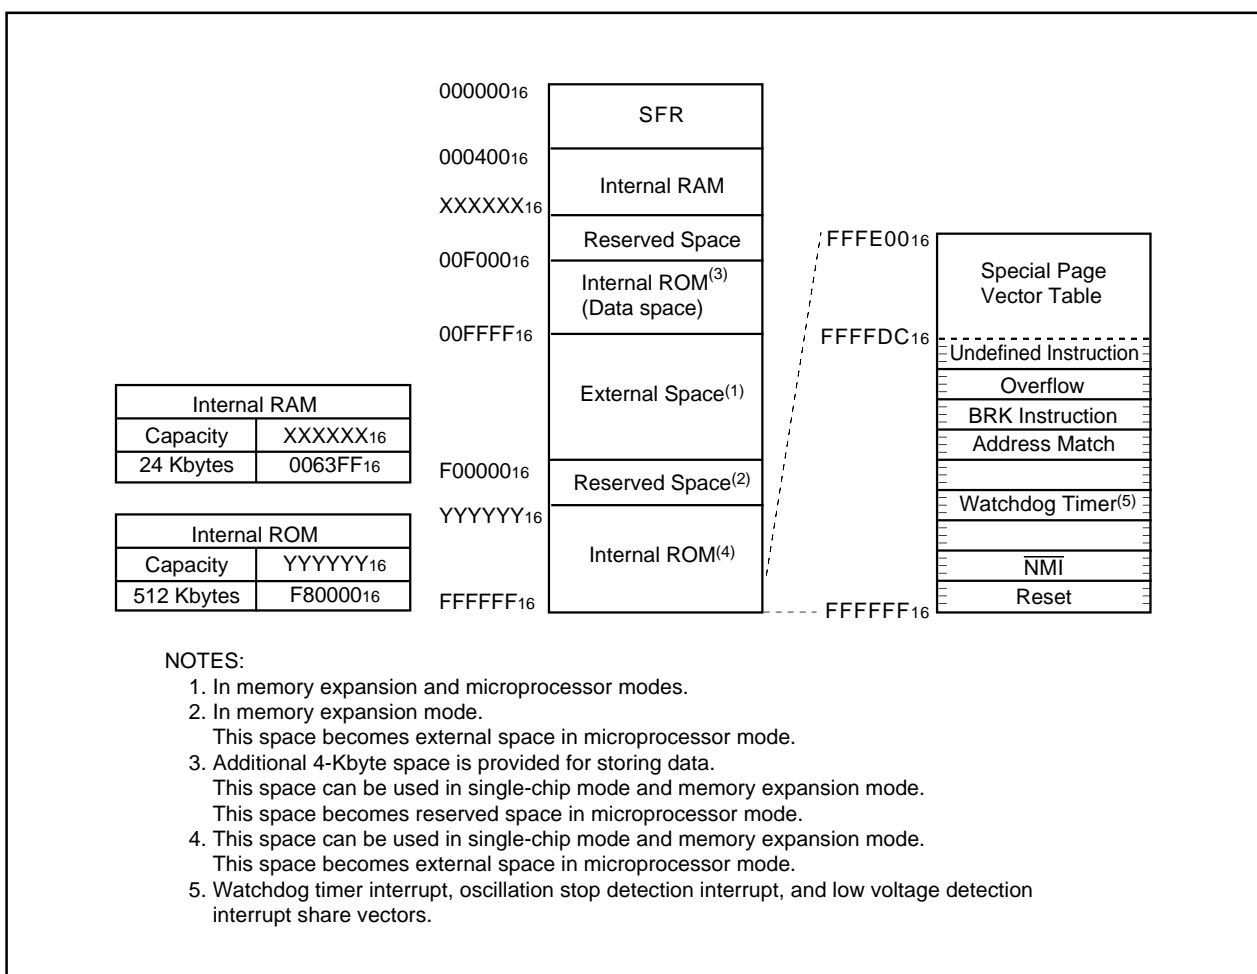 00000016
SFR
00040016
Internal RAM
XXXXXX16
Reserved Space
00F00016
Internal ROM(3)
(Data space)
00FFFF16
External Space(1)
F0000016
Reserved Space(2)
YYYYYY16
Internal ROM(4)
FFFFFF16
FFFE0016
Special Page
Vector Table
FFFFDC16
Undefined Instruction
Overflow
BRK Instruction
Address Match
Watchdog Timer(5)
NMI
Reset
FFFFFF16
Internal RAM
Capacity XXXXXX16
24 Kbytes 0063FF16
Internal ROM
Capacity YYYYYY16
512 Kbytes F8000016
NOTES:
1. In memory expansion and microprocessor modes.
2. In memory expansion mode.
This space becomes external space in microprocessor mode.
3. Additional 4-Kbyte space is provided for storing data.
This space can be used in single-chip mode and memory expansion mode.
This space becomes reserved space in microprocessor mode.
4. This space can be used in single-chip mode and memory expansion mode.
This space becomes external space in microprocessor mode.
5. Watchdog timer interrupt, oscillation stop detection interrupt, and low voltage detection
interrupt share vectors.